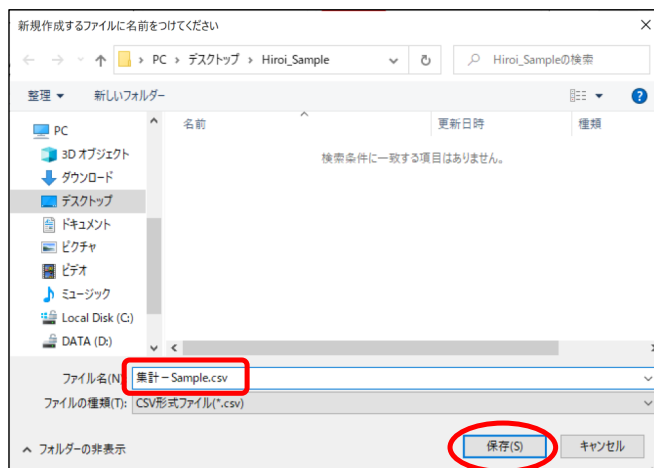 新規作成するファイルに名前をつけてください
PC > デスクトップ > Hiroi_Sample
Hiroi_Sampleの検索
整理
新しいフォルダー
名前 更新日時 種類
検索条件に一致する項目はありません。
PC
3D オブジェクト
ダウンロード
デスクトップ
ドキュメント
ピクチャ
ビデオ
ミュージック
Local Disk (C:)
DATA (D:)
ファイル名(N) 集計－Sample.csv
ファイルの種類(T): CSV形式ファイル(*.csv)
フォルダーの非表示
保存(S)
キャンセル